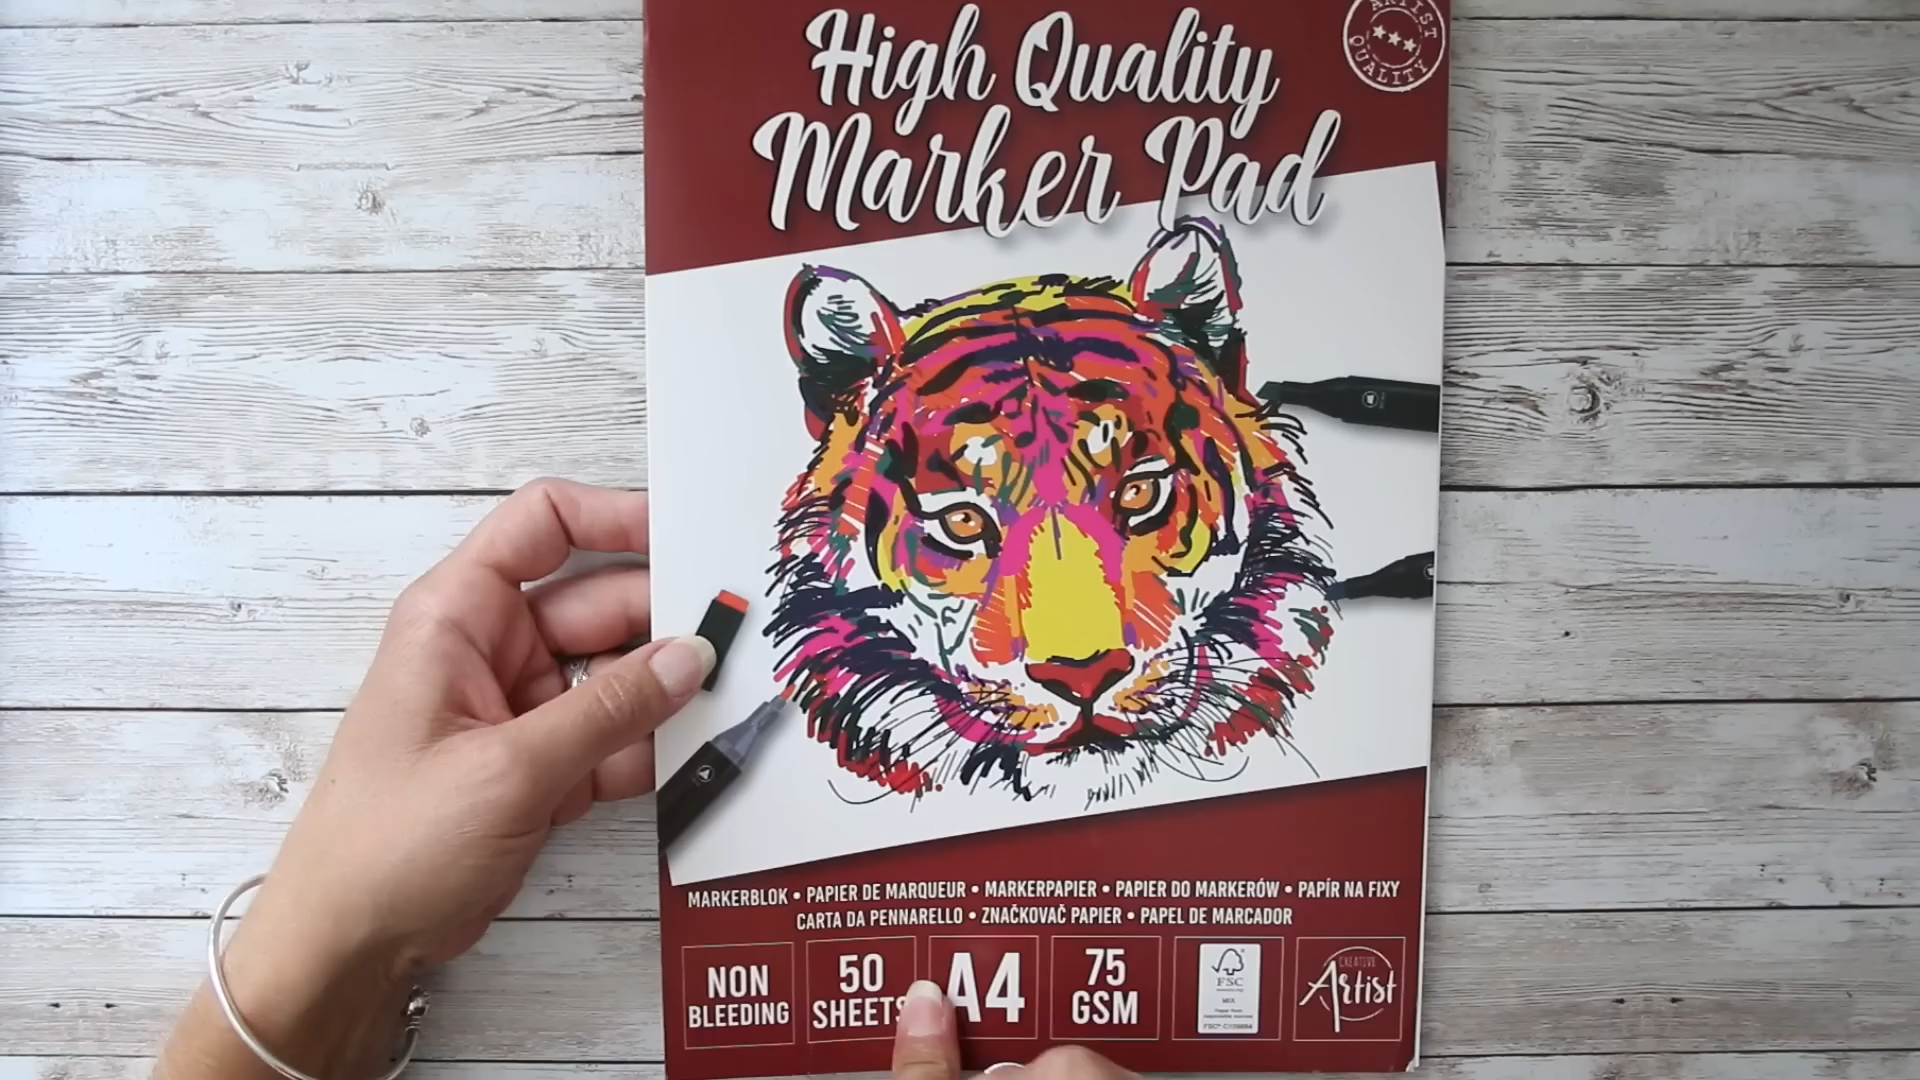 ARTIST
QUALITY
High Quality
Marker Pad
MARKERBLOK • PAPIER DE MARQUEUR • MARKERPAPIER • PAPIER DO MARKERÓW • PAPÍR NA FIXY
CARTA DA PENNARELLO • ZNAČKOVAČ PAPIER • PAPEL DE MARCADOR
NON
BLEEDING
50
SHEETS
A4
75
GSM
FSC
MIX
CREATIVE
Artist